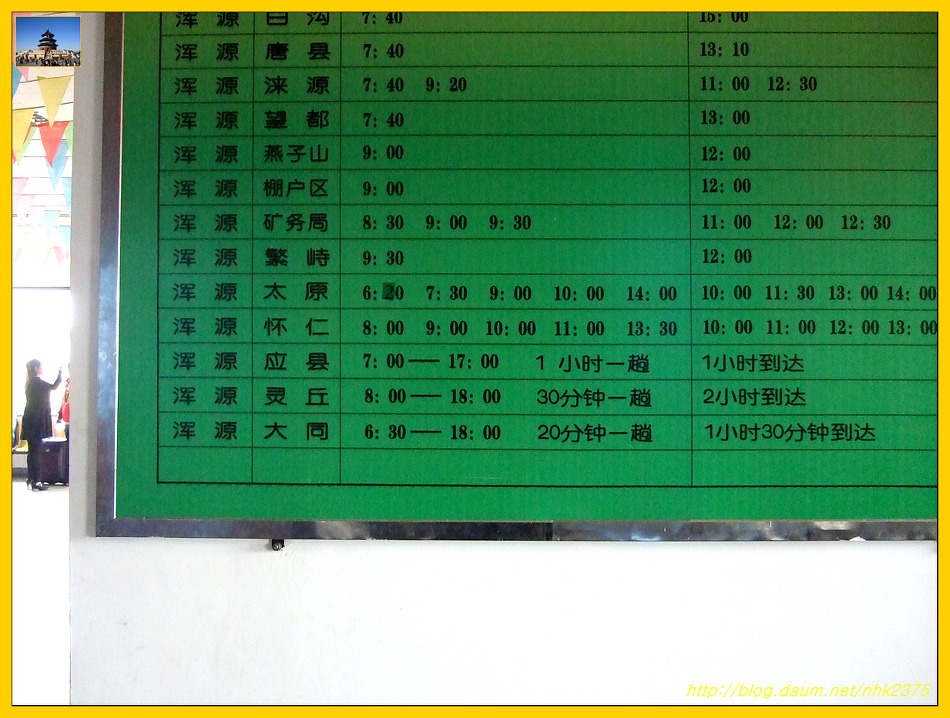 浑 源 白 沟 7: 40 15: 00
浑 源 唐 县 7: 40 13: 10
浑 源 涞 源 7: 40 9: 20 11: 00 12: 30
浑 源 望 都 7: 40 13: 00
浑 源 燕子山 9: 00 12: 00
浑 源 棚户区 9: 00 12: 00
浑 源 矿务局 8: 30 9: 00 9: 30 11: 00 12: 00 12: 30
浑 源 繁 峙 9: 30 12: 00
浑 源 太 原 6: 20 7: 30 9: 00 10: 00 14: 00 10: 00 11: 30 13: 00 14: 00
浑 源 怀 仁 8: 00 9: 00 10: 00 11: 00 13: 30 10: 00 11: 00 12: 00 13: 00
浑 源 应 县 7: 00—— 17: 00 1 小时一趟 1小时到达
浑 源 灵 丘 8: 00—— 18: 00 30分钟一趟 2小时到达
浑 源 大 同 6: 30—— 18: 00 20分钟一趟 1小时30分钟到达
http://blog.daum.net/nhk2375